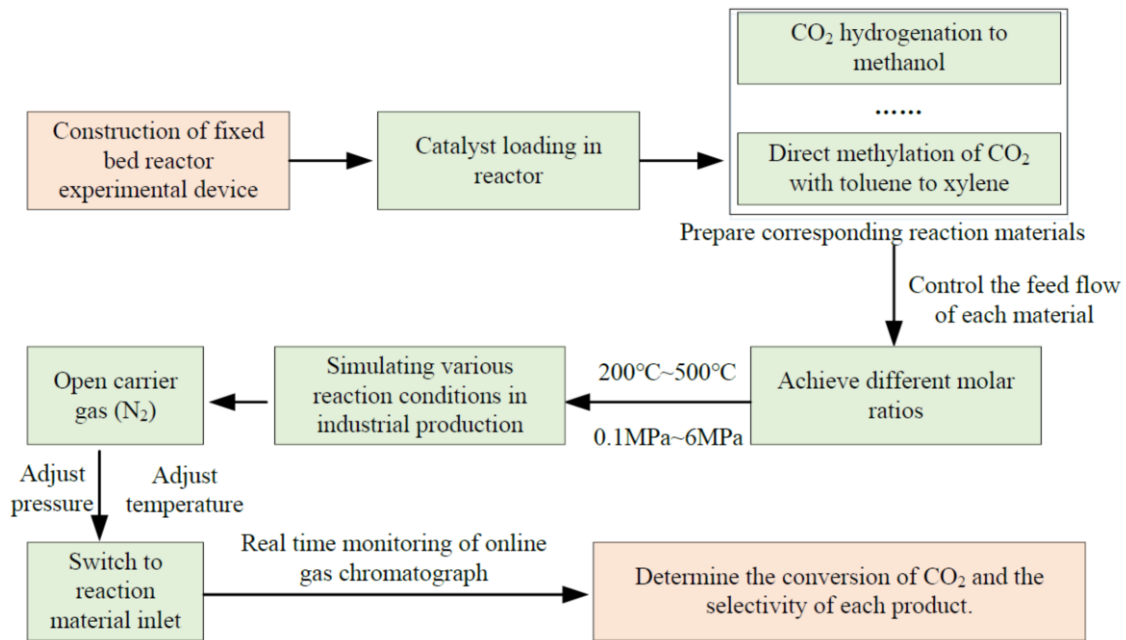 CO₂ hydrogenation to
methanol
......
Direct methylation of CO₂
with toluene to xylene
Construction of fixed
bed reactor
experimental device
Catalyst loading in
reactor
Prepare corresponding reaction materials
Control the feed flow
of each material
Achieve different molar
ratios
200℃~500℃
0.1MPa~6MPa
Simulating various
reaction conditions in
industrial production
Open carrier
gas (N₂)
Adjust
pressure
Adjust
temperature
Switch to
reaction
material inlet
Real time monitoring of online
gas chromatograph
Determine the conversion of CO₂ and the
selectivity of each product.